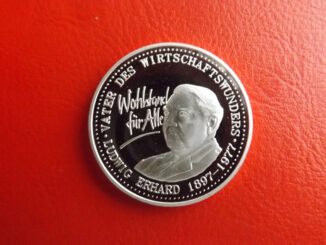 · VATER DES WIRTSCHAFTSWUNDERS ·
Wohlstand
für Alle
LUDWIG ERHARD 1897–1977